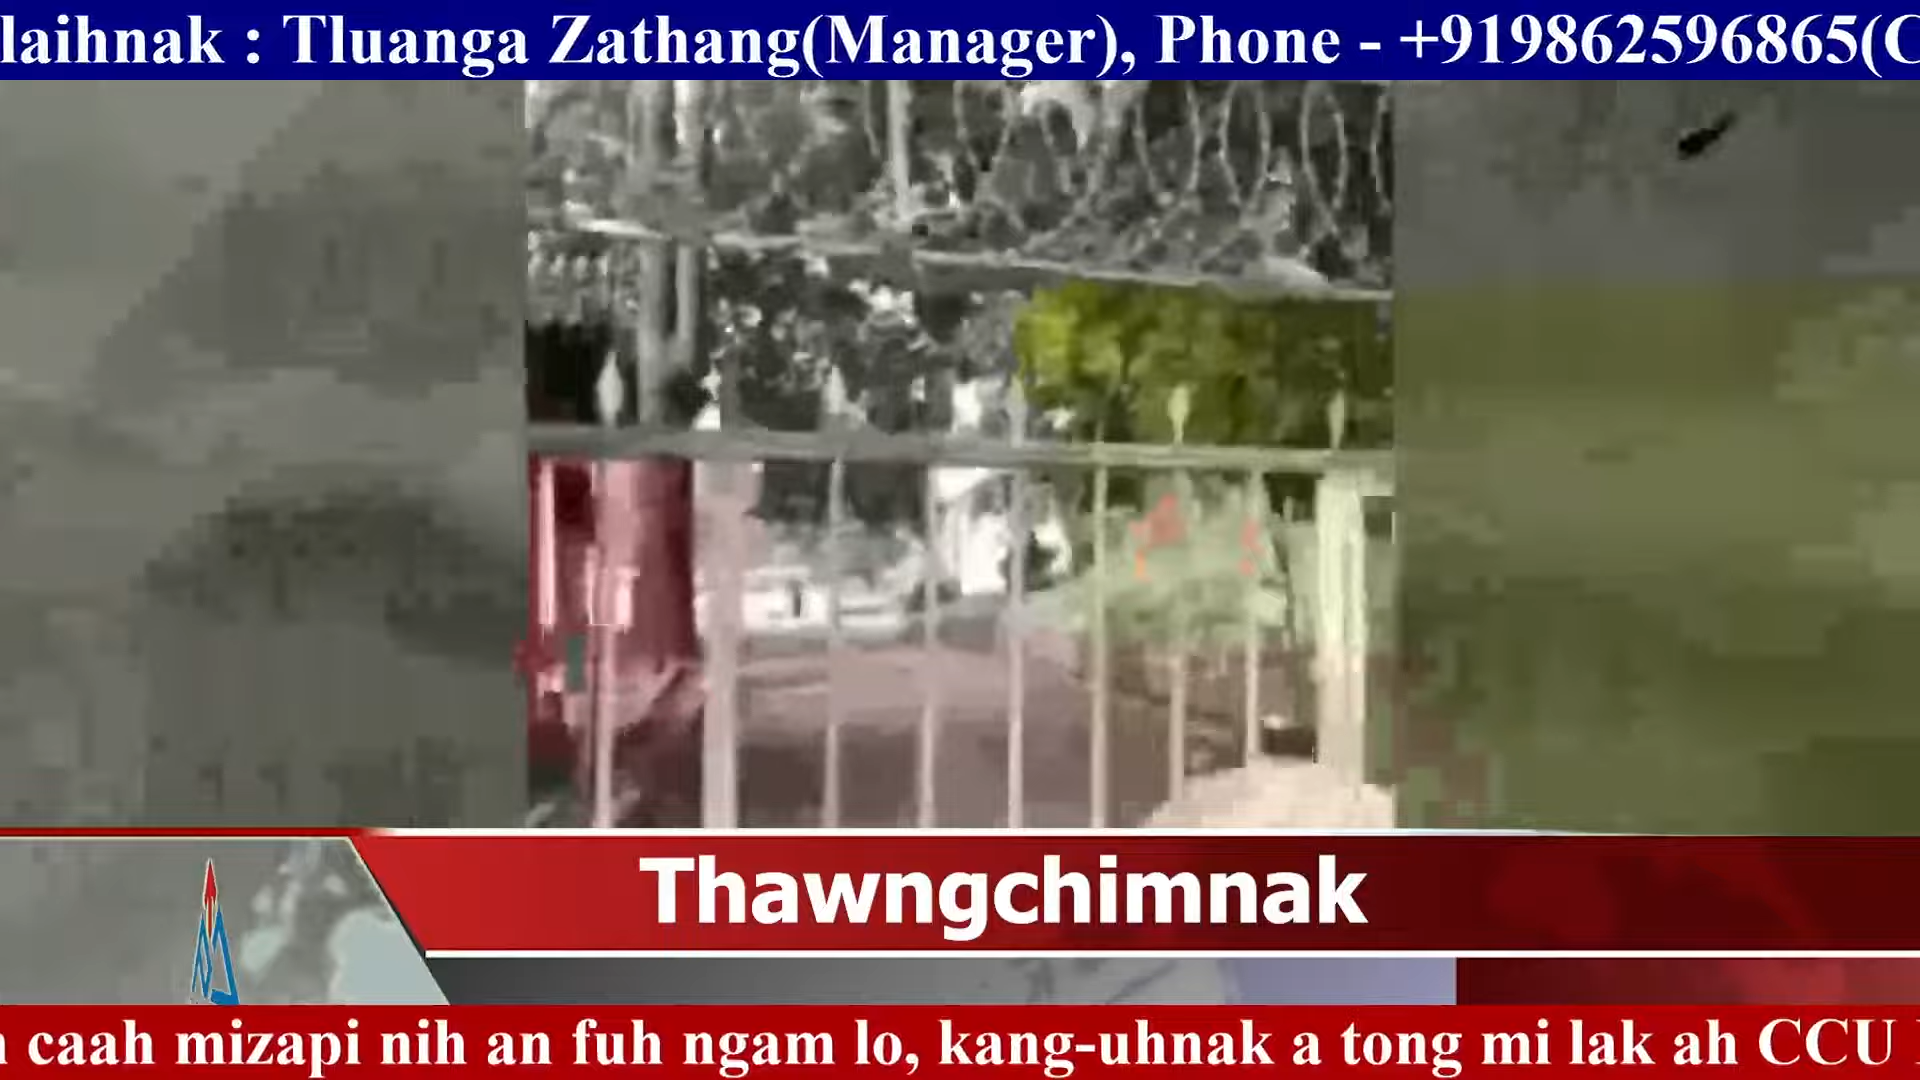 laihnak : Tluanga Zathang(Manager), Phone - +919862596865(C
Thawngchimnak
caah mizapi nih an fuh ngam lo, kang-uhnak a tong mi lak ah CCU